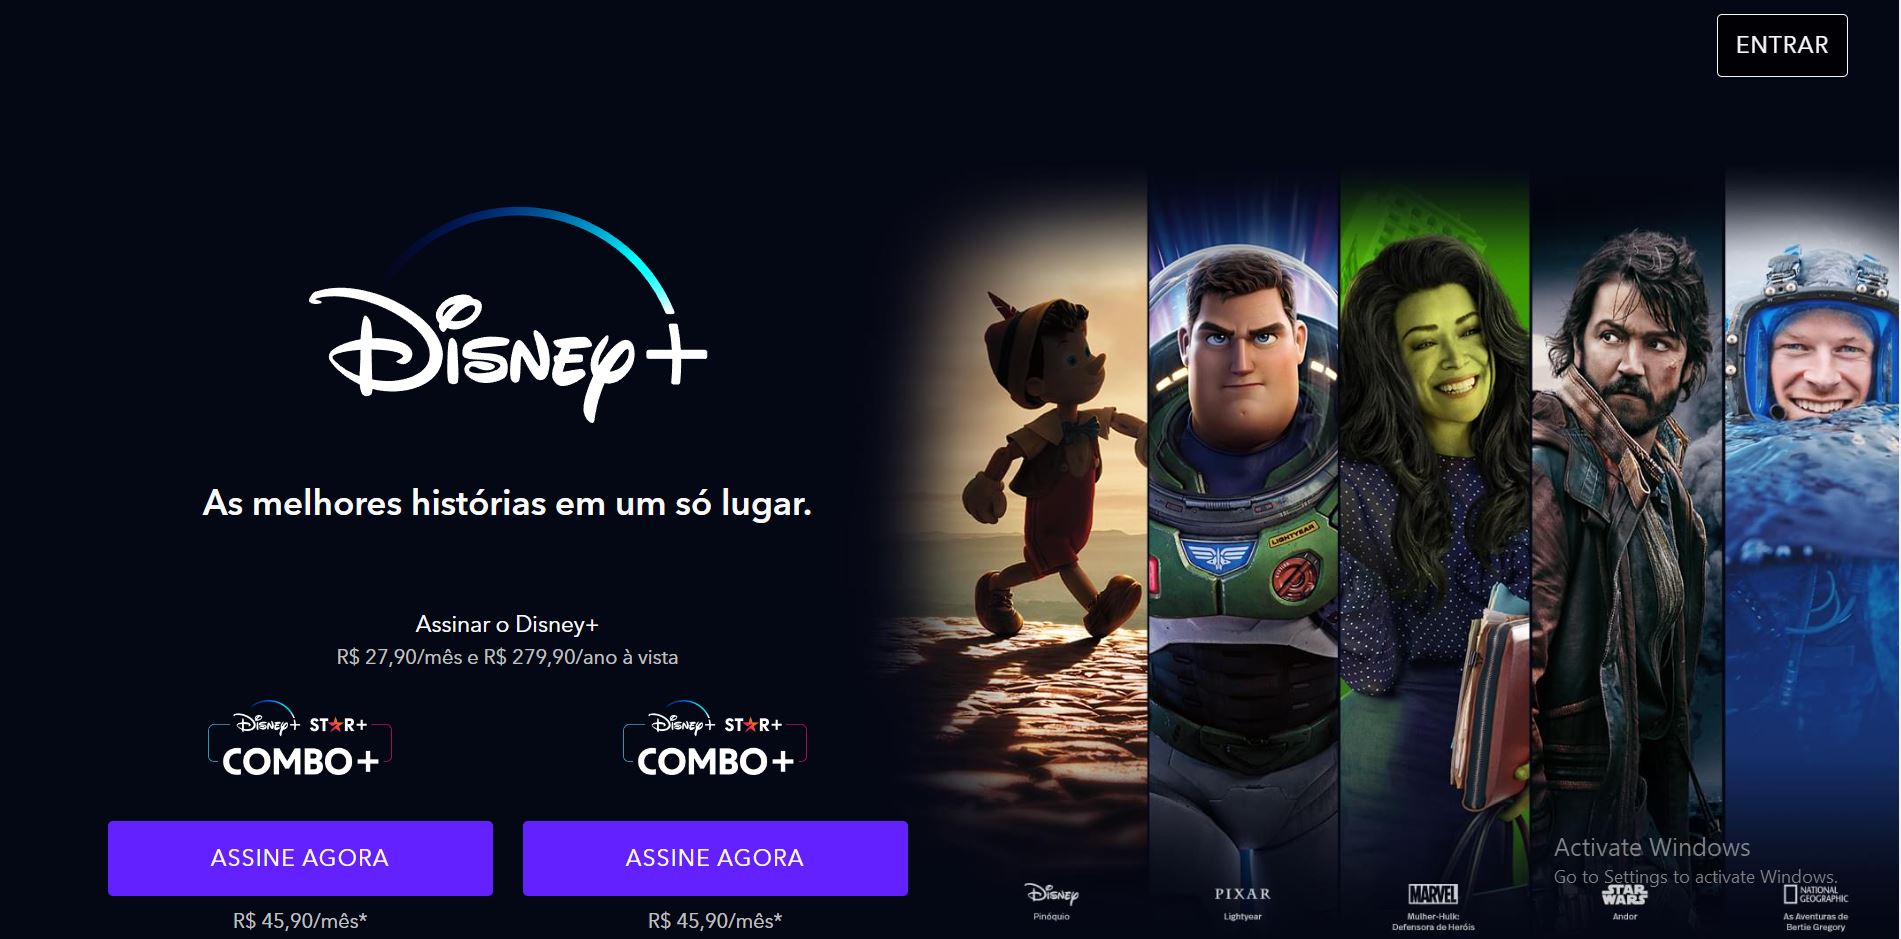 ENTRAR
Disney+
As melhores histórias em um só lugar.
Assinar o Disney+
R$ 27,90/mês e R$ 279,90/ano à vista
Disney+ STAR+
COMBO+
ASSINE AGORA
R$ 45,90/mês*
Disney+ STAR+
COMBO+
ASSINE AGORA
R$ 45,90/mês*
LIGHTYEAR
Disney
Pinóquio
PIXAR
Lightyear
MARVEL
Mulher-Hulk:
Defensora de Heróis
STAR
WARS
Andor
NATIONAL
GEOGRAPHIC
As Aventuras de
Bertie Gregory
Activate Windows
Go to Settings to activate Windows.